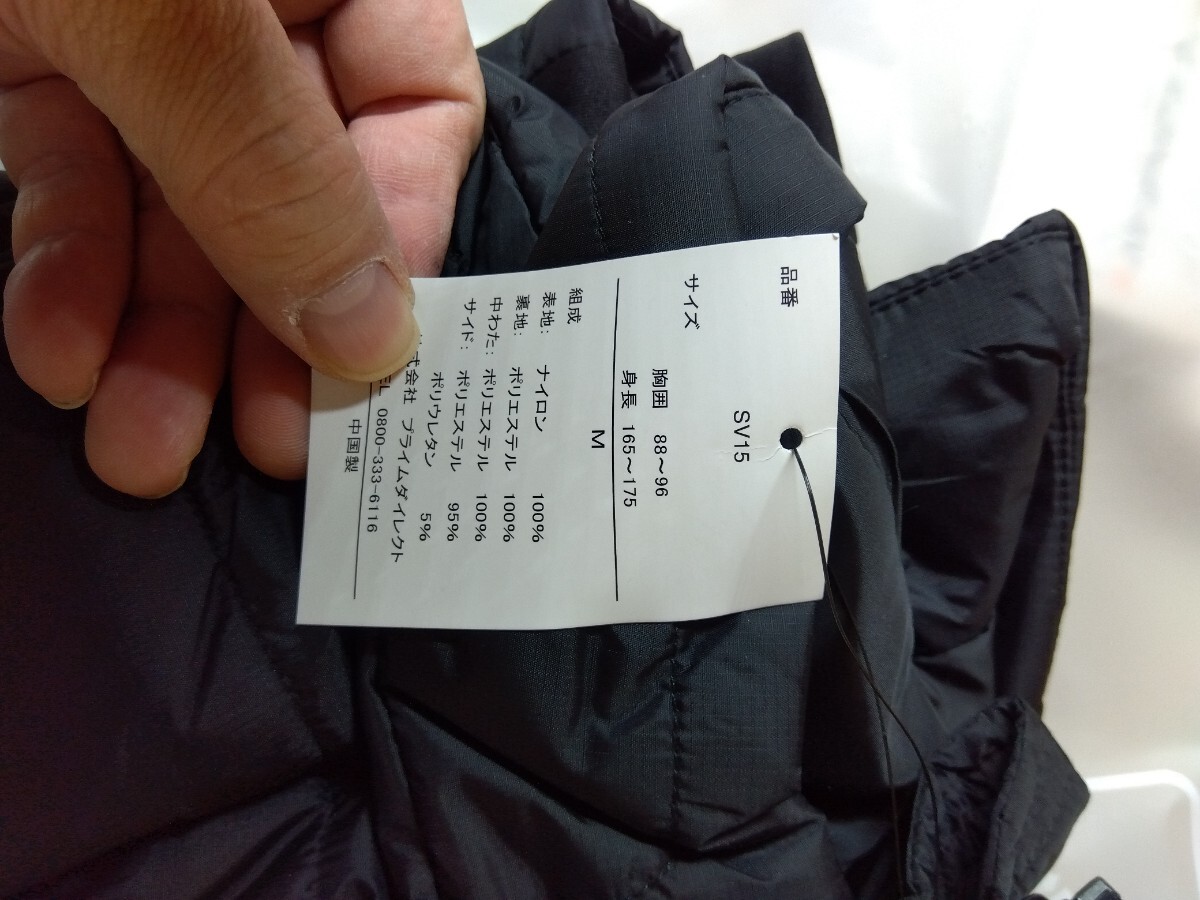 品番
SV15
サイズ
胸囲 88～96
身長 165～175
M
組成
表地: ナイロン 100%
裏地: ポリエステル 100%
中わた: ポリエステル 100%
サイド: ポリエステル 95%
ポリウレタン 5%
式会社 プライムダイレクト
EL 0800-333-6116
中国製